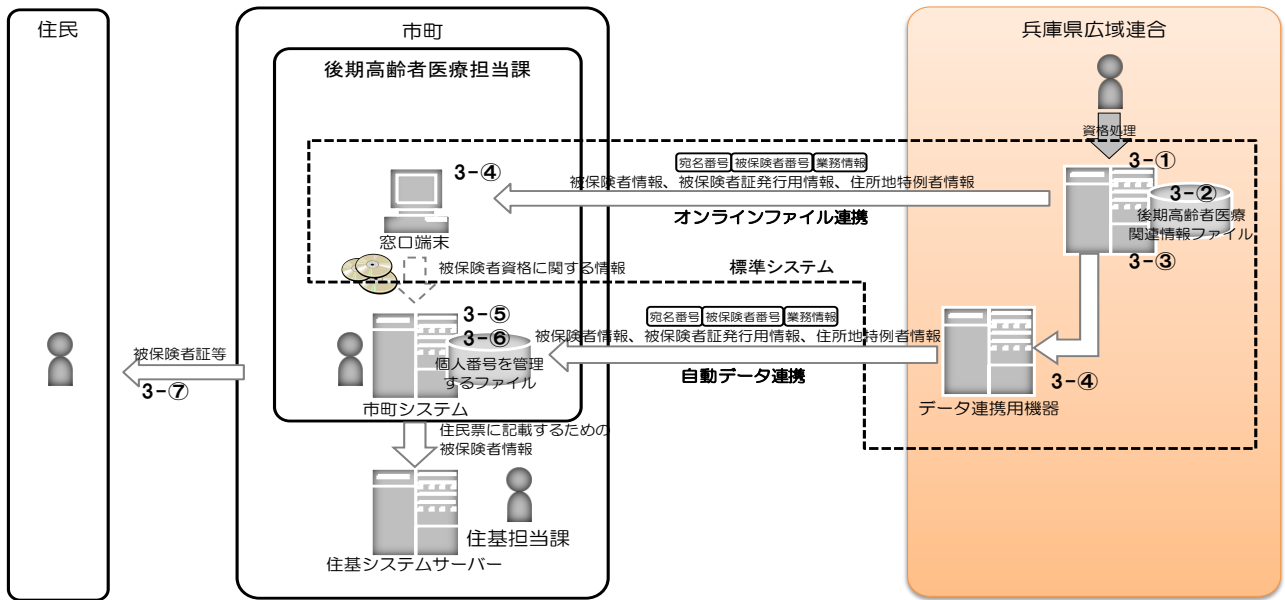 住民
市町
兵庫県広域連合
後期高齢者医療担当課
資格処理
宛名番号 被保険者番号 業務情報
3-①
3-④
被保険者情報、被保険者証発行用情報、住所地特例者情報
3-②
オンラインファイル連携
後期高齢者医療
関連情報ファイル
窓口端末
3-③
被保険者資格に関する情報
標準システム
3-⑤
宛名番号 被保険者番号 業務情報
3-⑥
被保険者情報、被保険者証発行用情報、住所地特例者情報
被保険者証等
個人番号を管理
するファイル
自動データ連携
3-④
3-⑦
市町システム
データ連携用機器
住民票に記載するための
被保険者情報
住基担当課
住基システムサーバー